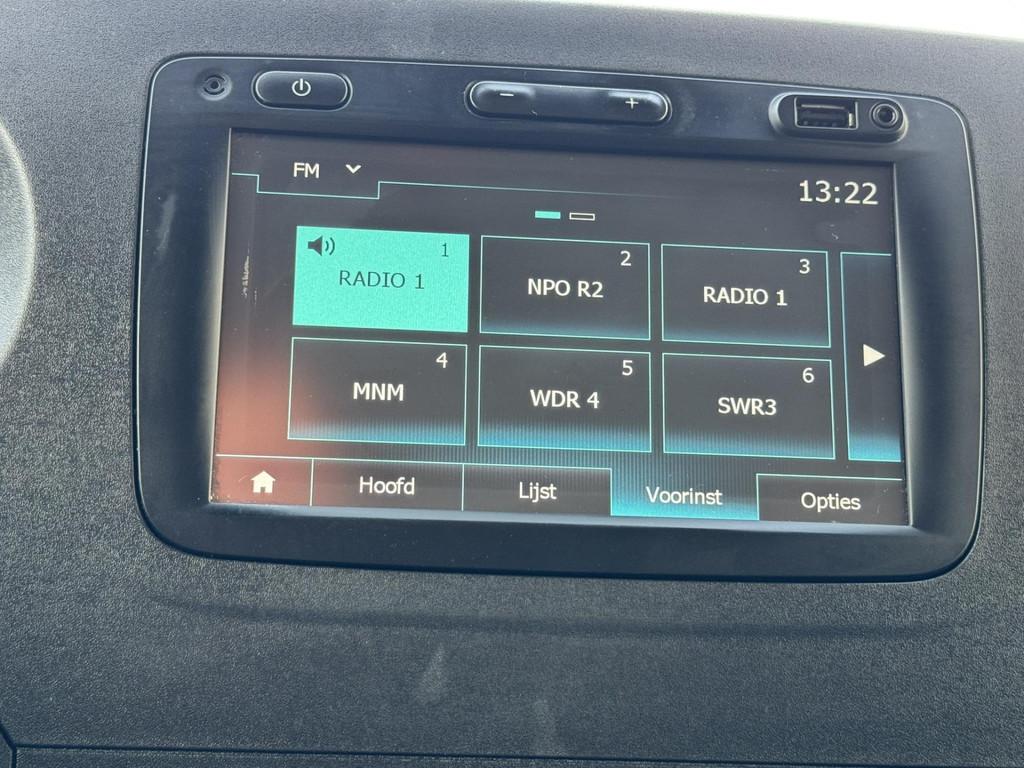 - +
FM
13:22
1
RADIO 1
2
NPO R2
3
RADIO 1
4
MNM
5
WDR 4
6
SWR3
Hoofd
Lijst
Voorinst
Opties